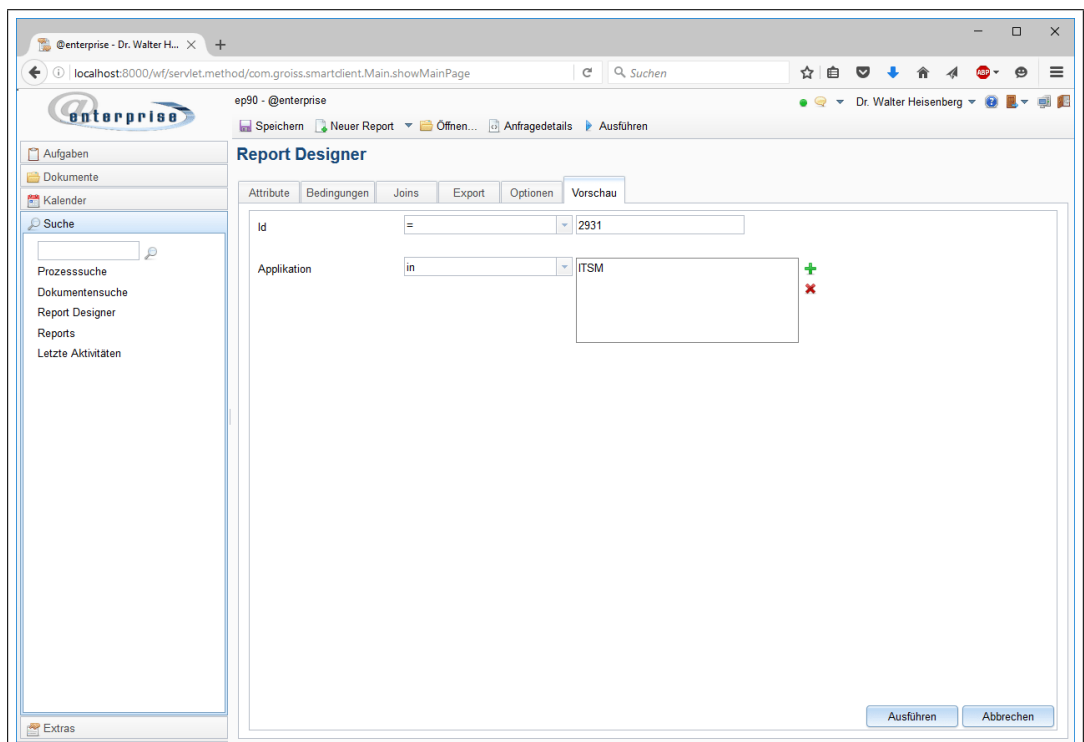 @enterprise - Dr. Walter H...
localhost:8000/wf/servlet.method/com.groiss.smartclient.Main.showMainPage
Suchen
ABP
@enterprise
ep90 - @enterprise
Dr. Walter Heisenberg
Speichern Neuer Report Öffnen... Anfragedetails Ausführen
Report Designer
Aufgaben
Dokumente
Kalender
Suche
Prozesssuche
Dokumentensuche
Report Designer
Reports
Letzte Aktivitäten
Extras
Attribute Bedingungen Joins Export Optionen Vorschau
Id = 2931
Applikation in ITSM
Ausführen Abbrechen